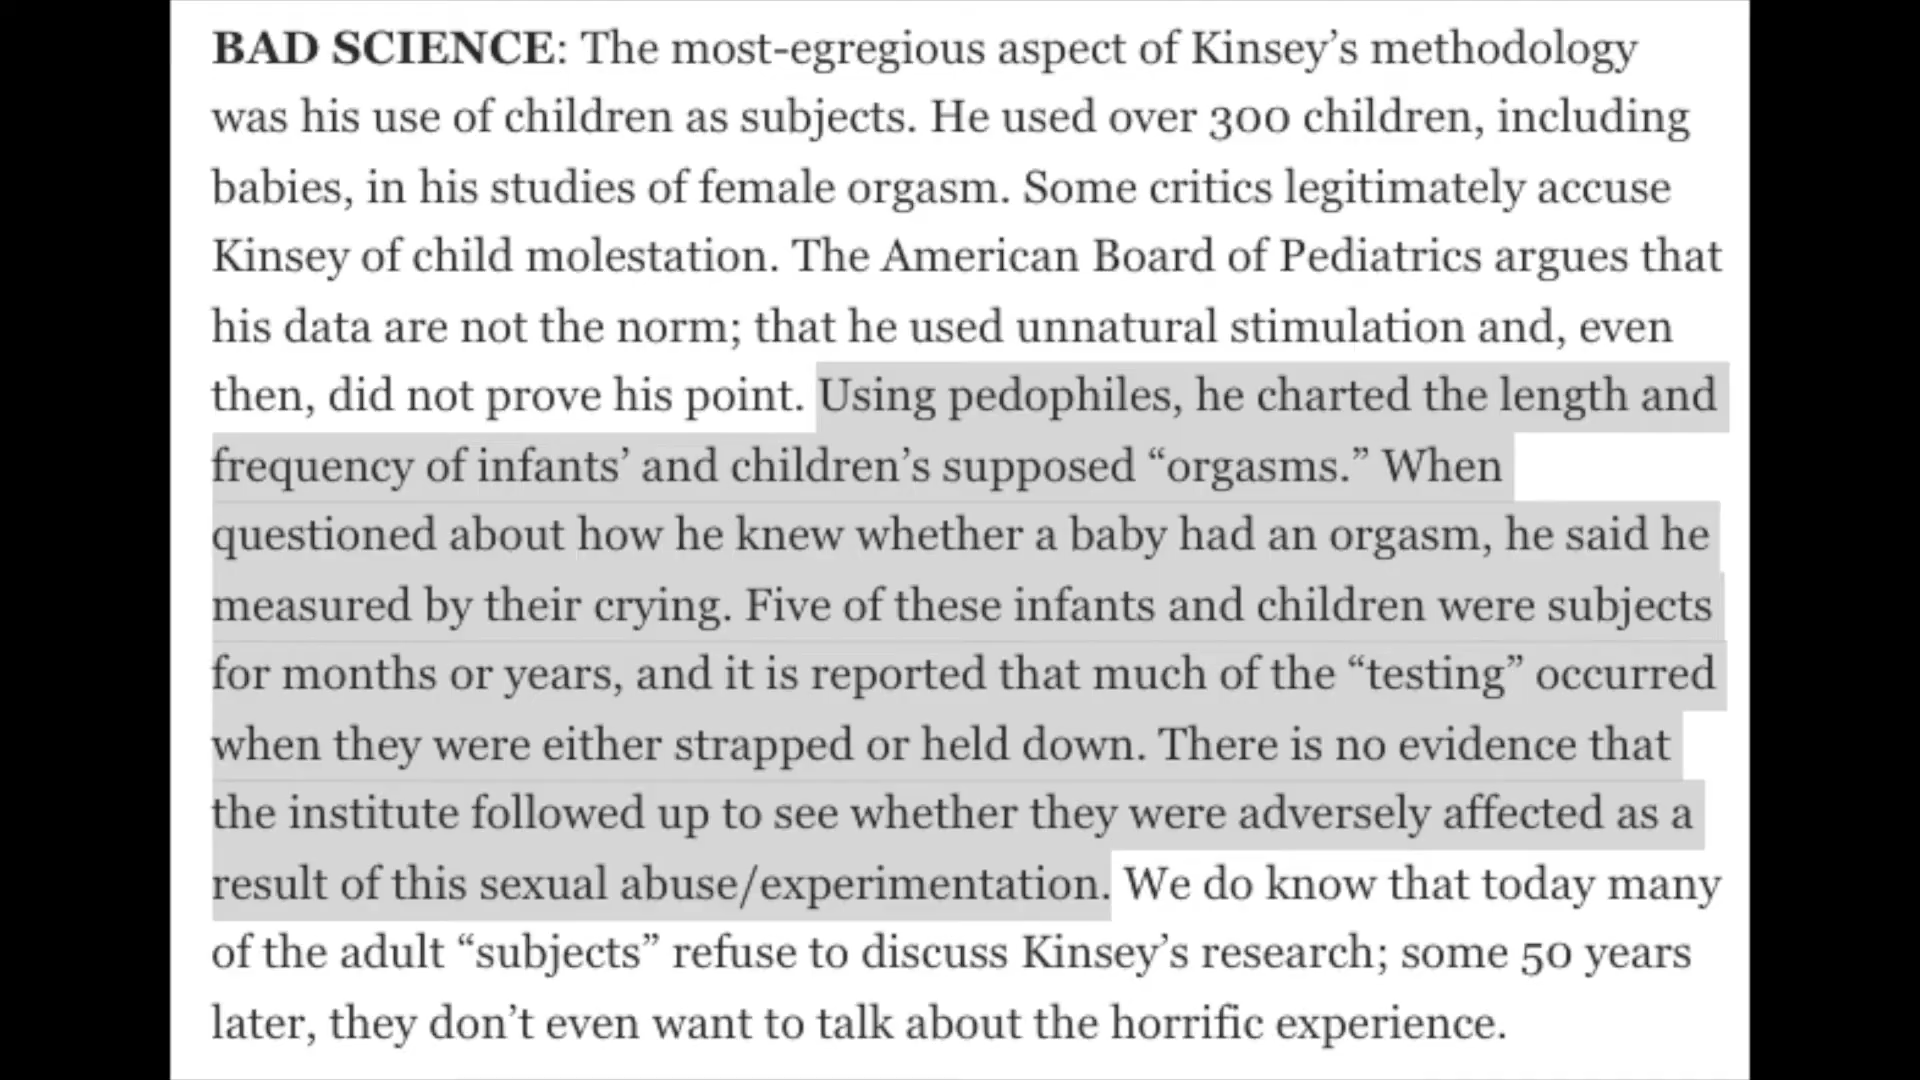 BAD SCIENCE: The most-egregious aspect of Kinsey’s methodology
was his use of children as subjects. He used over 300 children, including
babies, in his studies of female orgasm. Some critics legitimately accuse
Kinsey of child molestation. The American Board of Pediatrics argues that
his data are not the norm; that he used unnatural stimulation and, even
then, did not prove his point. Using pedophiles, he charted the length and
frequency of infants’ and children’s supposed “orgasms.” When
questioned about how he knew whether a baby had an orgasm, he said he
measured by their crying. Five of these infants and children were subjects
for months or years, and it is reported that much of the “testing” occurred
when they were either strapped or held down. There is no evidence that
the institute followed up to see whether they were adversely affected as a
result of this sexual abuse/experimentation. We do know that today many
of the adult “subjects” refuse to discuss Kinsey’s research; some 50 years
later, they don’t even want to talk about the horrific experience.